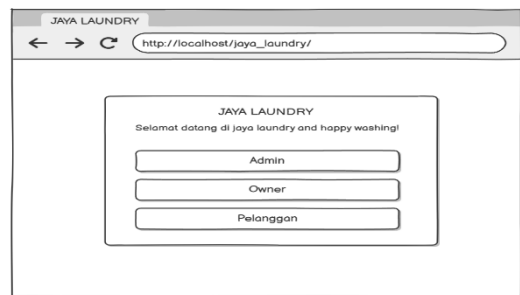 JAYA LAUNDRY
http://localhost/jaya_laundry/
JAYA LAUNDRY
Selamat datang di jaya laundry and happy washing!
Admin
Owner
Pelanggan